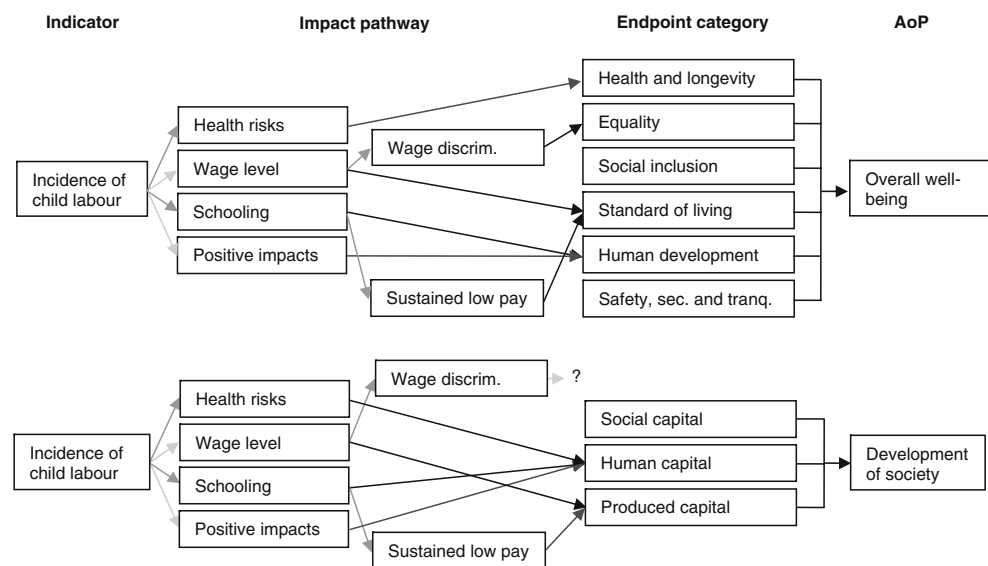 Indicator
Impact pathway
Endpoint category
AoP
Health and longevity
Health risks
Equality
Wage discrim.
Wage level
Social inclusion
Incidence of
child labour
Overall well-
being
Schooling
Standard of living
Positive impacts
Human development
Sustained low pay
Safety, sec. and tranq.
Wage discrim.
?
Health risks
Social capital
Wage level
Incidence of
child labour
Human capital
Development
of society
Schooling
Produced capital
Positive impacts
Sustained low pay